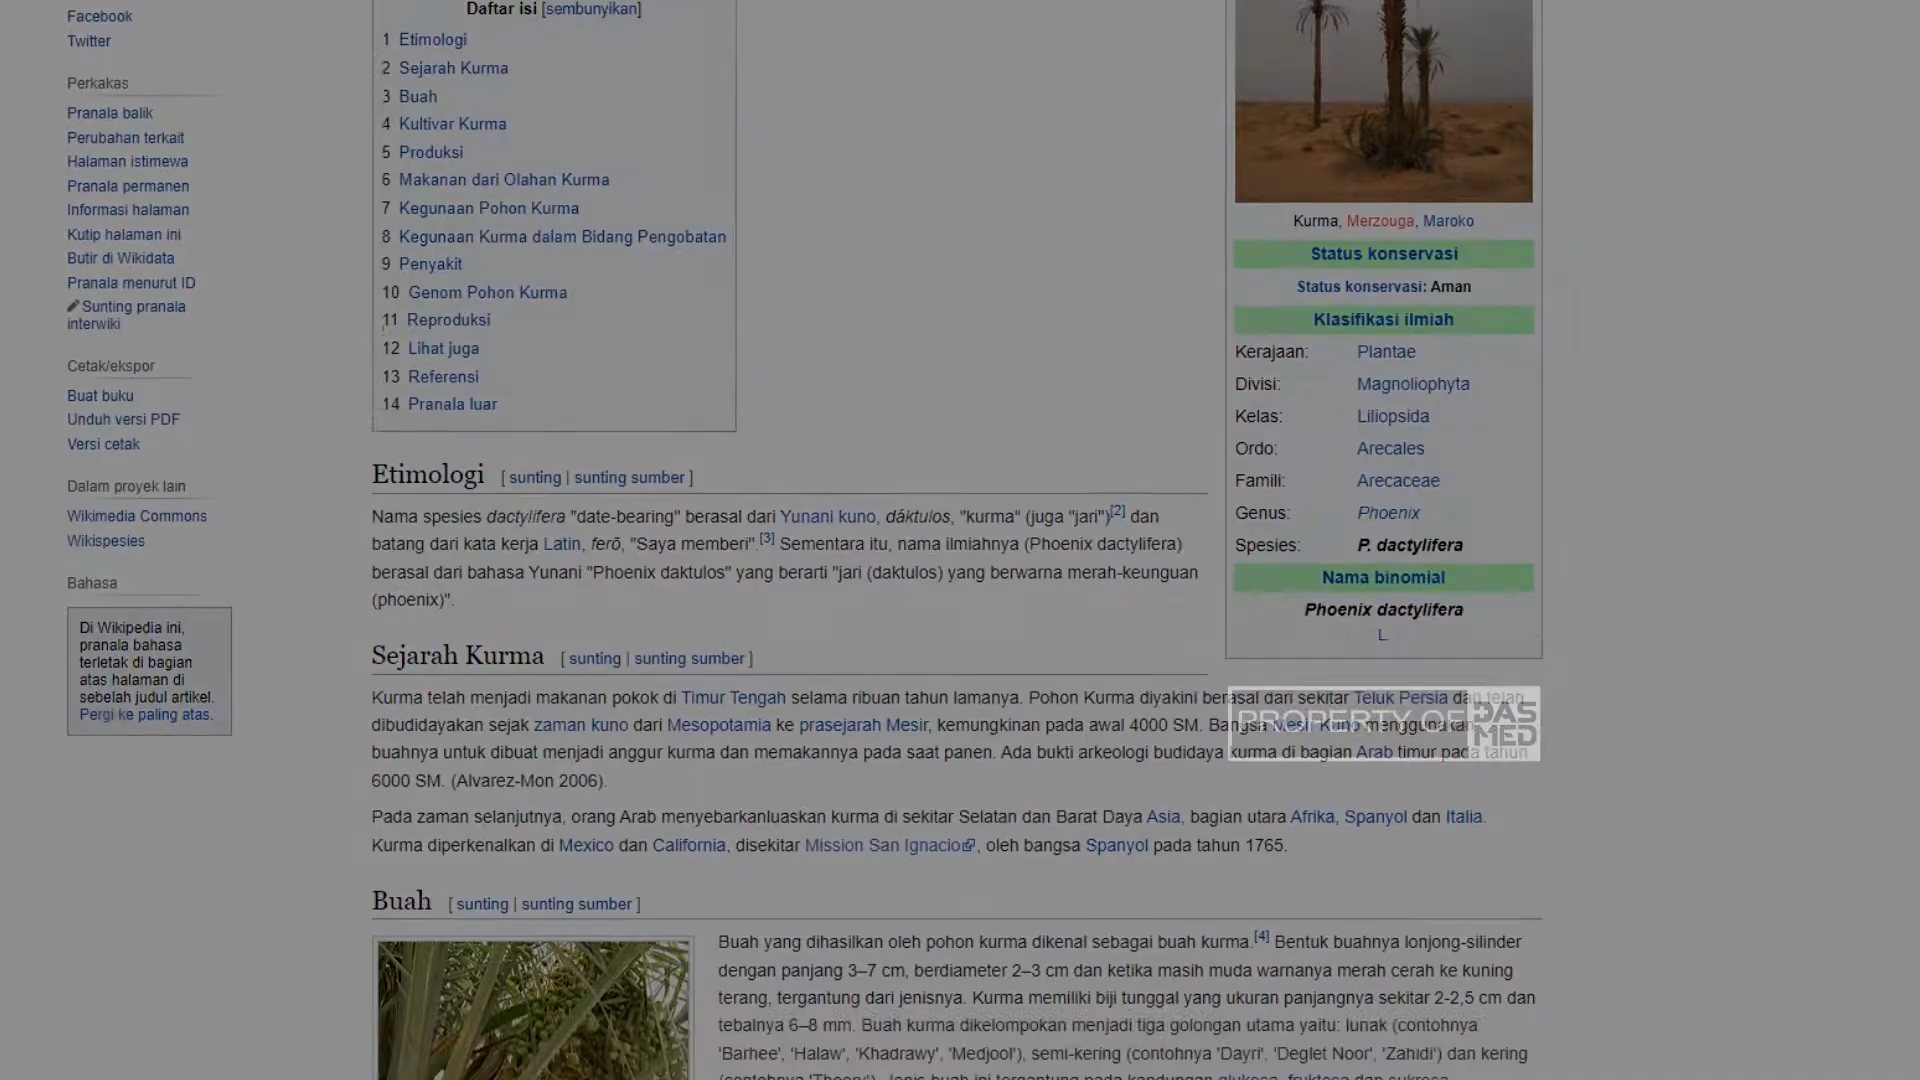 Facebook
Twitter
Perkakas
Pranala balik
Perubahan terkait
Halaman istimewa
Pranala permanen
Informasi halaman
Kutip halaman ini
Butir di Wikidata
Pranala menurut ID
Sunting pranala
interwiki
Cetak/ekspor
Buat buku
Unduh versi PDF
Versi cetak
Dalam proyek lain
Wikimedia Commons
Wikispesies
Bahasa
Di Wikipedia ini,
pranala bahasa
terletak di bagian
atas halaman di
sebelah judul artikel.
Pergi ke paling atas.
Daftar isi [sembunyikan]
1 Etimologi
2 Sejarah Kurma
3 Buah
4 Kultivar Kurma
5 Produksi
6 Makanan dari Olahan Kurma
7 Kegunaan Pohon Kurma
8 Kegunaan Kurma dalam Bidang Pengobatan
9 Penyakit
10 Genom Pohon Kurma
11 Reproduksi
12 Lihat juga
13 Referensi
14 Pranala luar
Kurma, Merzouga, Maroko
Status konservasi
Status konservasi: Aman
Klasifikasi ilmiah
Kerajaan: Plantae
Divisi: Magnoliophyta
Kelas: Liliopsida
Ordo: Arecales
Famili: Arecaceae
Genus: Phoenix
Spesies: P. dactylifera
Nama binomial
Phoenix dactylifera
L.
Etimologi [ sunting | sunting sumber ]
Nama spesies dactylifera "date-bearing" berasal dari Yunani kuno, dáktulos, "kurma" (juga "jari")[2] dan
batang dari kata kerja Latin, ferō, "Saya memberi".[3] Sementara itu, nama ilmiahnya (Phoenix dactylifera)
berasal dari bahasa Yunani "Phoenix daktulos" yang berarti "jari (daktulos) yang berwarna merah-keunguan
(phoenix)".
Sejarah Kurma [ sunting | sunting sumber ]
Kurma telah menjadi makanan pokok di Timur Tengah selama ribuan tahun lamanya. Pohon Kurma diyakini berasal dari sekitar Teluk Persia dan telah
dibudidayakan sejak zaman kuno dari Mesopotamia ke prasejarah Mesir, kemungkinan pada awal 4000 SM. Bangsa Mesir Kuno menggunakan
buahnya untuk dibuat menjadi anggur kurma dan memakannya pada saat panen. Ada bukti arkeologi budidaya kurma di bagian Arab timur pada tahun
6000 SM. (Alvarez-Mon 2006).
PROPERTY OF DAS MED
Pada zaman selanjutnya, orang Arab menyebarkanluaskan kurma di sekitar Selatan dan Barat Daya Asia, bagian utara Afrika, Spanyol dan Italia.
Kurma diperkenalkan di Mexico dan California, disekitar Mission San Ignacio, oleh bangsa Spanyol pada tahun 1765.
Buah [ sunting | sunting sumber ]
Buah yang dihasilkan oleh pohon kurma dikenal sebagai buah kurma.[4] Bentuk buahnya lonjong-silinder
dengan panjang 3–7 cm, berdiameter 2–3 cm dan ketika masih muda warnanya merah cerah ke kuning
terang, tergantung dari jenisnya. Kurma memiliki biji tunggal yang ukuran panjangnya sekitar 2-2,5 cm dan
tebalnya 6–8 mm. Buah kurma dikelompokan menjadi tiga golongan utama yaitu: lunak (contohnya
'Barhee', 'Halaw', 'Khadrawy', 'Medjool'), semi-kering (contohnya 'Dayri', 'Deglet Noor', 'Zahidi') dan kering